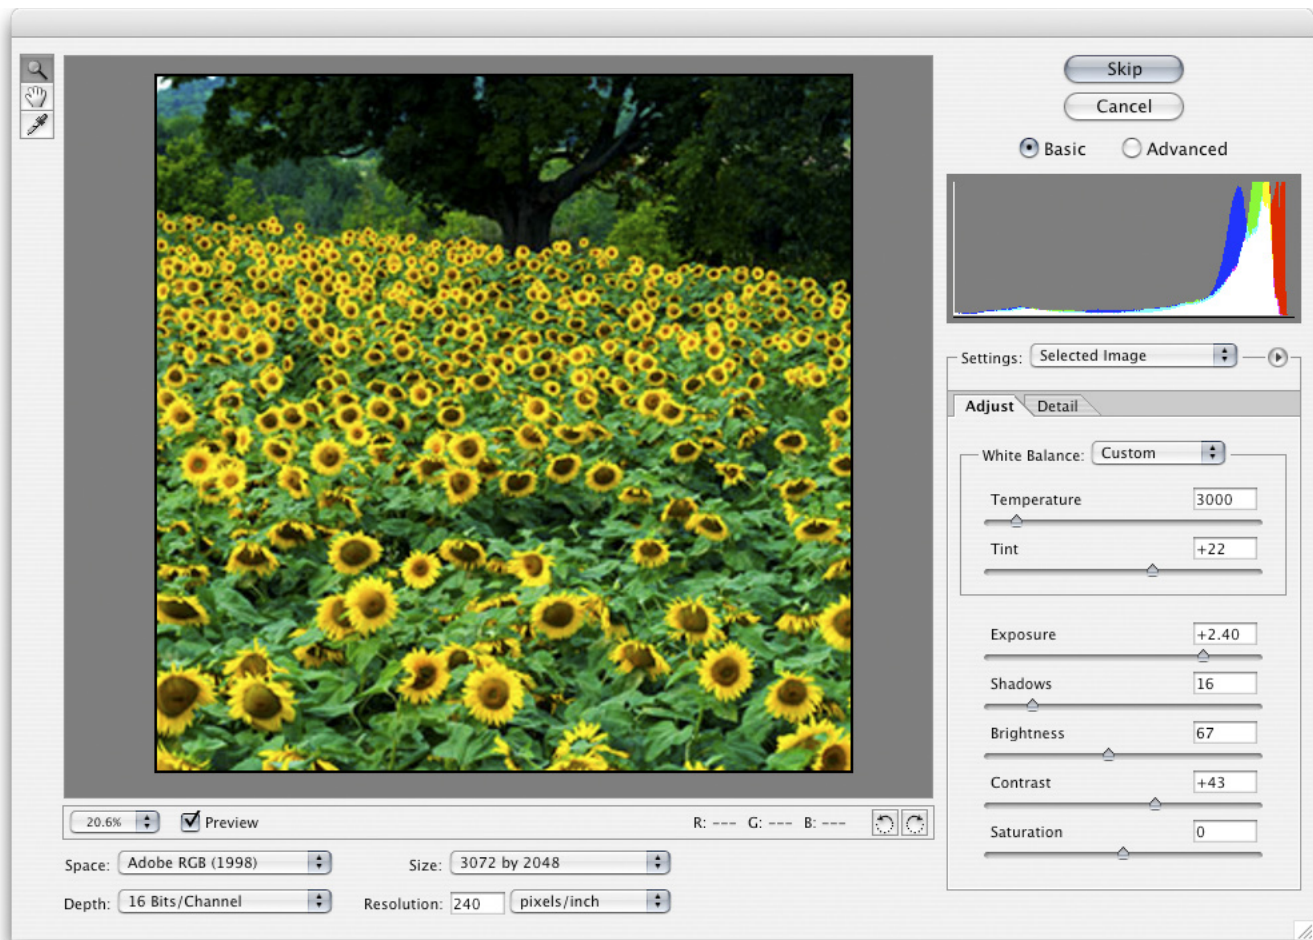 Skip
Cancel
Basic
Advanced
Settings: Selected Image
Adjust
Detail
White Balance: Custom
Temperature 3000
Tint +22
Exposure +2.40
Shadows 16
Brightness 67
Contrast +43
Saturation 0
20.6%
Preview
R: --- G: --- B: ---
Space: Adobe RGB (1998)
Size: 3072 by 2048
Depth: 16 Bits/Channel
Resolution: 240 pixels/inch